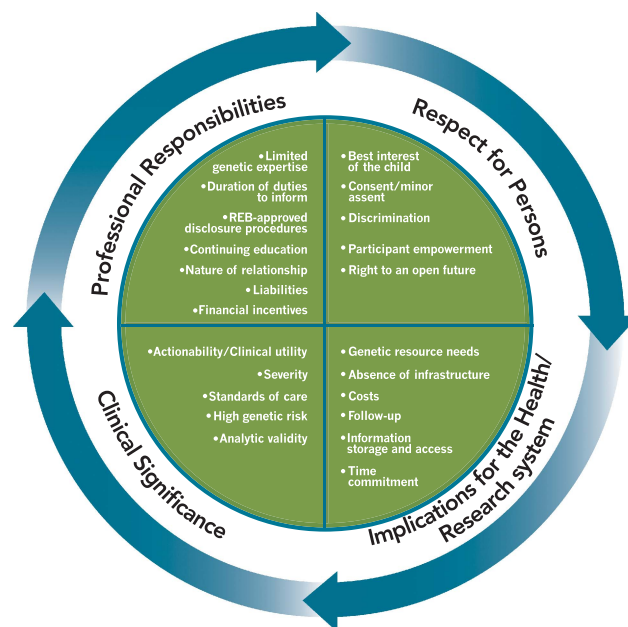 Professional Responsibilities
•Limited
genetic expertise
•Duration of duties
to inform
•REB-approved
disclosure procedures
•Continuing education
•Nature of relationship
•Liabilities
•Financial incentives
Respect for Persons
•Best interest
of the child
•Consent/minor
assent
•Discrimination
•Participant empowerment
•Right to an open future
Clinical Significance
•Actionability/Clinical utility
•Severity
•Standards of care
•High genetic risk
•Analytic validity
Implications for the Health/
Research system
•Genetic resource needs
•Absence of infrastructure
•Costs
•Follow-up
•Information
storage and access
•Time
commitment